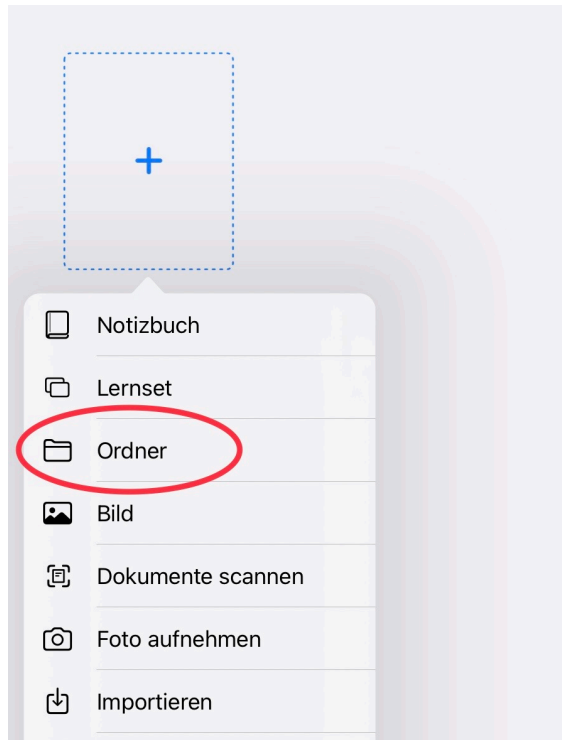 Notizbuch
Lernset
Ordner
Bild
Dokumente scannen
Foto aufnehmen
Importieren